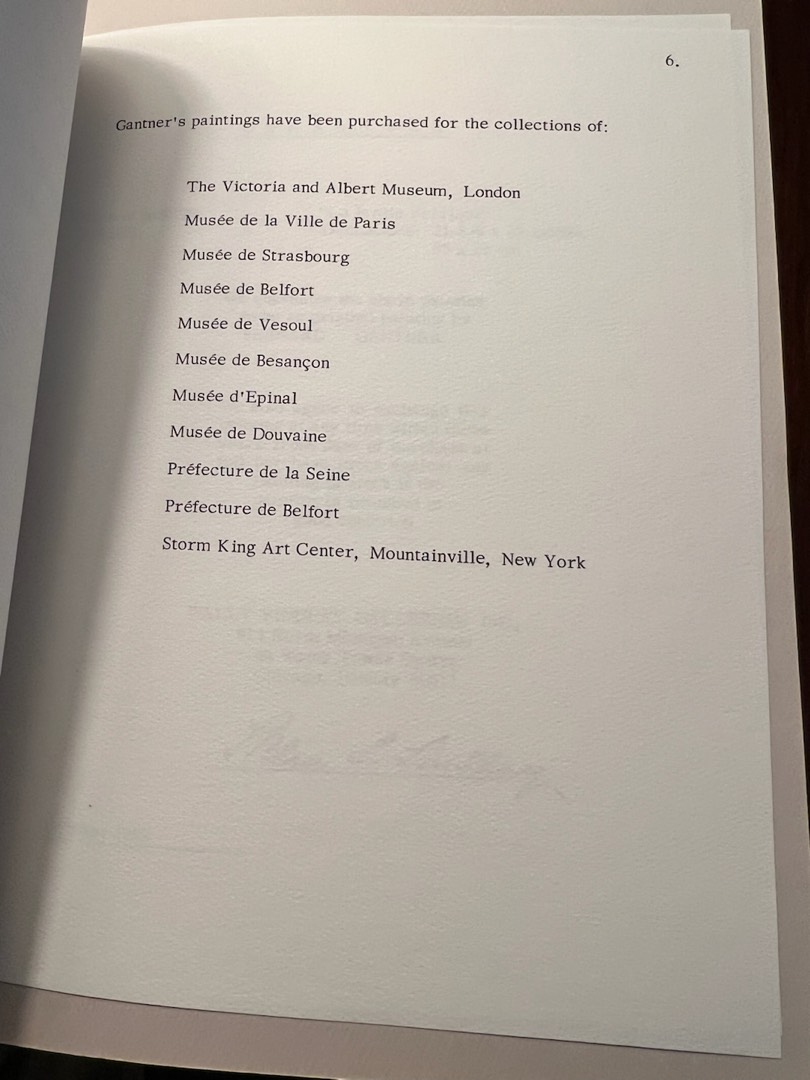 6.
Gantner's paintings have been purchased for the collections of:
The Victoria and Albert Museum, London
Musée de la Ville de Paris
Musée de Strasbourg
Musée de Belfort
Musée de Vesoul
Musée de Besançon
Musée d'Epinal
Musée de Douvaine
Préfecture de la Seine
Préfecture de Belfort
Storm King Art Center, Mountainville, New York